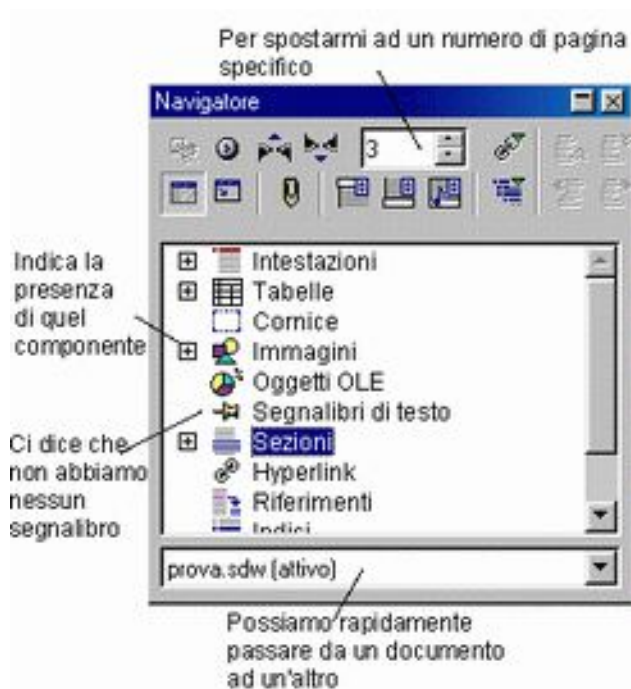 Per spostarmi ad un numero di pagina
specifico
Navigatore
3
Indica la
presenza
di quel
componente
Intestazioni
Tabelle
Cornice
Immagini
Oggetti OLE
Segnalibri di testo
Ci dice che
non abbiamo
nessun
segnalibro
Sezioni
Hyperlink
Riferimenti
Indici
prova.sdw (attivo)
Possiamo rapidamente
passare da un documento
ad un'altro